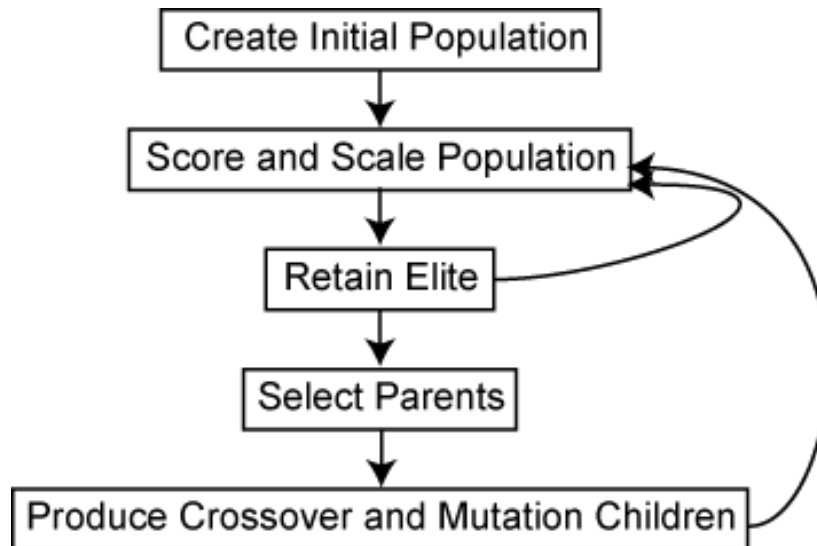 Create Initial Population
Score and Scale Population
Retain Elite
Select Parents
Produce Crossover and Mutation Children